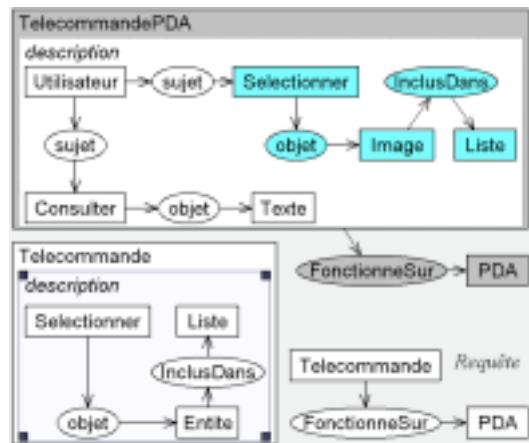 TelecommandePDA
description
Utilisateur sujet Selectionner InclusDans
sujet objet Image Liste
Consulter objet Texte
Telecommande
FonctionneSur PDA
description
Selectionner Liste
InclusDans
objet Entite
Telecommande Requête
FonctionneSur PDA